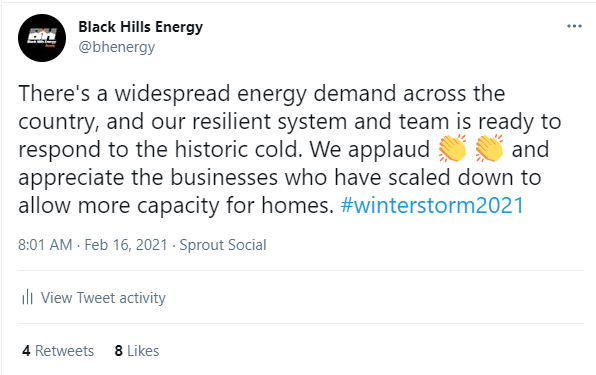 Black Hills Energy
@bhenergy
There's a widespread energy demand across the
country, and our resilient system and team is ready to
respond to the historic cold. We applaud 👏 👏 and
appreciate the businesses who have scaled down to
allow more capacity for homes. #winterstorm2021
8:01 AM · Feb 16, 2021 · Sprout Social
View Tweet activity
4 Retweets 8 Likes